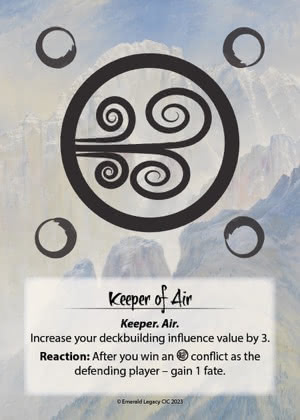 Keeper of Air
Keeper. Air.
Increase your deckbuilding influence value by 3.
Reaction: After you win an conflict as the
defending player – gain 1 fate.
© Emerald Legacy CIC 2023